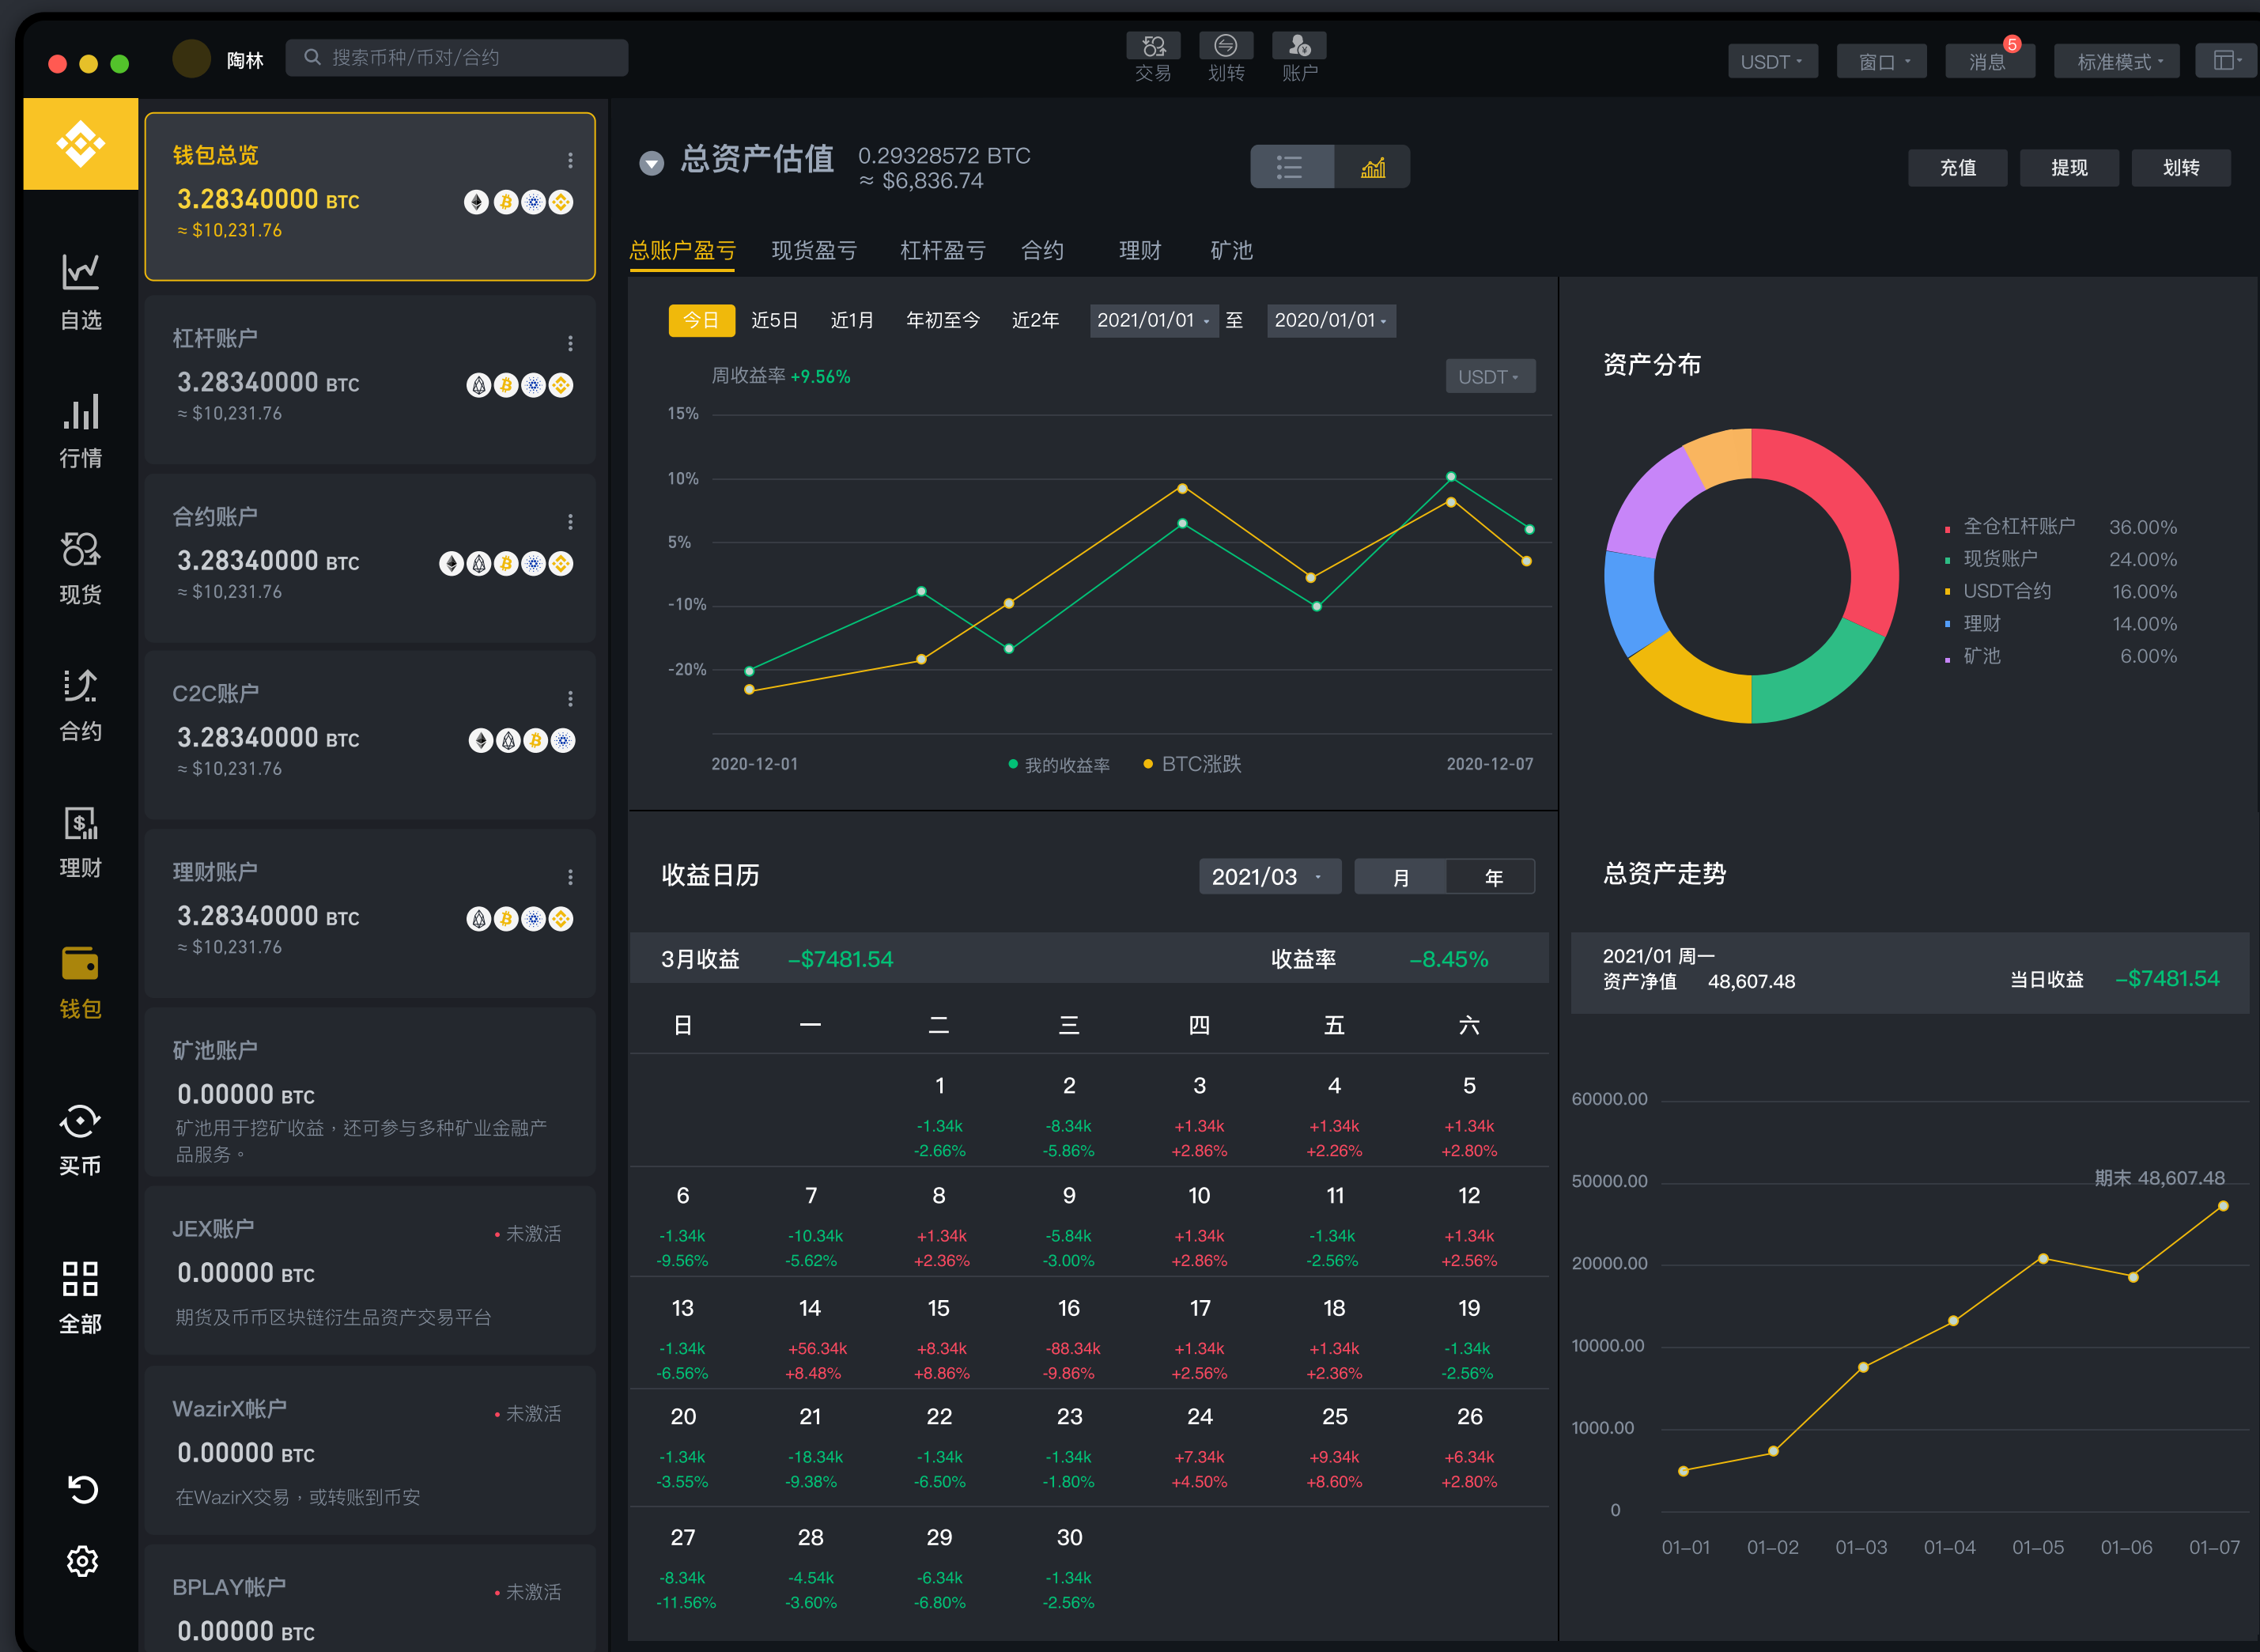 陶林
搜索币种/币对/合约
交易
划转
账户
USDT
窗口
消息
5
标准模式
自选
行情
现货
合约
理财
钱包
买币
全部
钱包总览
3.28340000 BTC
≈ $10,231.76
杠杆账户
3.28340000 BTC
≈ $10,231.76
合约账户
3.28340000 BTC
≈ $10,231.76
C2C账户
3.28340000 BTC
≈ $10,231.76
理财账户
3.28340000 BTC
≈ $10,231.76
矿池账户
0.00000 BTC
矿池用于挖矿收益，还可参与多种矿业金融产
品服务。
JEX账户
未激活
0.00000 BTC
期货及币币区块链衍生品资产交易平台
WazirX帐户
未激活
0.00000 BTC
在WazirX交易，或转账到币安
BPLAY帐户
未激活
0.00000 BTC
总资产估值
0.29328572 BTC
≈ $6,836.74
充值
提现
划转
总账户盈亏 现货盈亏 杠杆盈亏 合约 理财 矿池
今日 近5日 近1月 年初至今 近2年 2021/01/01 至 2020/01/01
周收益率 +9.56%
USDT
15%
10%
5%
-10%
-20%
2020-12-01
我的收益率
BTC涨跌
2020-12-07
资产分布
全仓杠杆账户 36.00%
现货账户 24.00%
USDT合约 16.00%
理财 14.00%
矿池 6.00%
收益日历
2021/03
月
年
3月收益 –$7481.54 收益率 –8.45%
日 一 二 三 四 五 六
1 2 3 4 5
-1.34k -8.34k +1.34k +1.34k +1.34k
-2.66% -5.86% +2.86% +2.26% +2.80%
6 7 8 9 10 11 12
-1.34k -10.34k +1.34k -5.84k +1.34k -1.34k +1.34k
-9.56% -5.62% +2.36% -3.00% +2.86% -2.56% +2.56%
13 14 15 16 17 18 19
-1.34k +56.34k +8.34k -88.34k +1.34k +1.34k -1.34k
-6.56% +8.48% +8.86% -9.86% +2.56% +2.36% -2.56%
20 21 22 23 24 25 26
-1.34k -18.34k -1.34k -1.34k +7.34k +9.34k +6.34k
-3.55% -9.38% -6.50% -1.80% +4.50% +8.60% +2.80%
27 28 29 30
-8.34k -4.54k -6.34k -1.34k
-11.56% -3.60% -6.80% -2.56%
总资产走势
2021/01 周一
资产净值 48,607.48
当日收益 –$7481.54
60000.00
50000.00
期末 48,607.48
20000.00
10000.00
1000.00
0
01–01 01–02 01–03 01–04 01–05 01–06 01–07